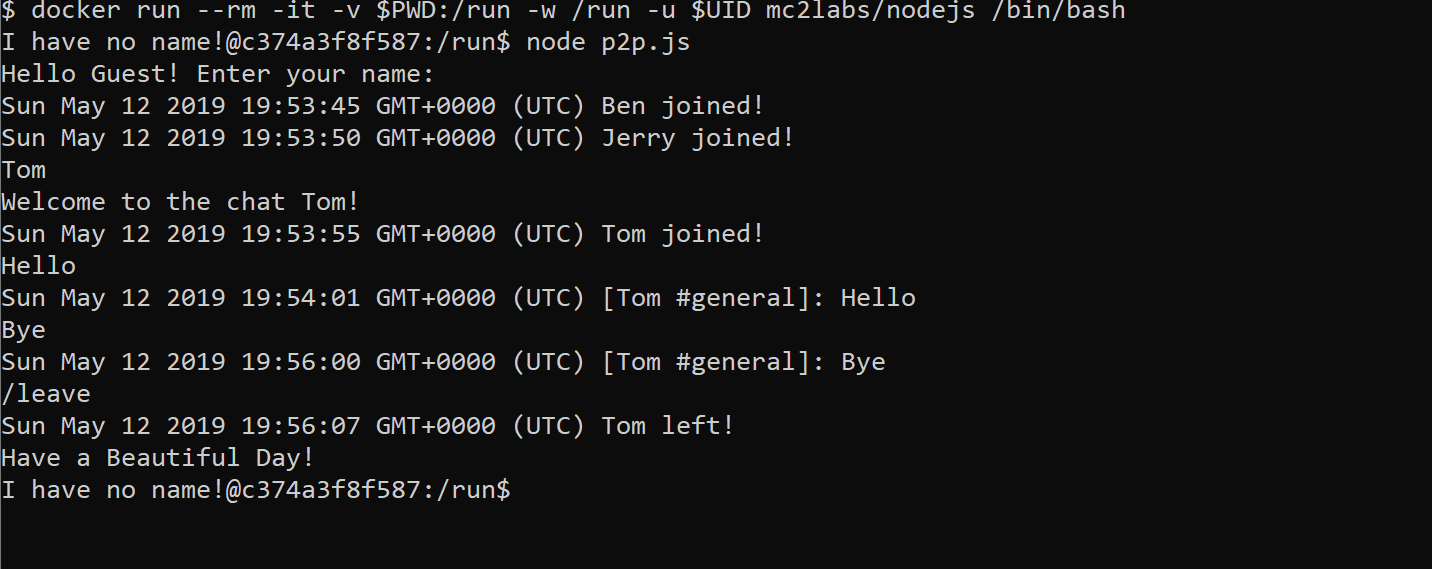 $ docker run --rm -it -v $PWD:/run -w /run -u $UID mc2labs/nodejs /bin/bash
I have no name!@c374a3f8f587:/run$ node p2p.js
Hello Guest! Enter your name:
Sun May 12 2019 19:53:45 GMT+0000 (UTC) Ben joined!
Sun May 12 2019 19:53:50 GMT+0000 (UTC) Jerry joined!
Tom
Welcome to the chat Tom!
Sun May 12 2019 19:53:55 GMT+0000 (UTC) Tom joined!
Hello
Sun May 12 2019 19:54:01 GMT+0000 (UTC) [Tom #general]: Hello
Bye
Sun May 12 2019 19:56:00 GMT+0000 (UTC) [Tom #general]: Bye
/leave
Sun May 12 2019 19:56:07 GMT+0000 (UTC) Tom left!
Have a Beautiful Day!
I have no name!@c374a3f8f587:/run$